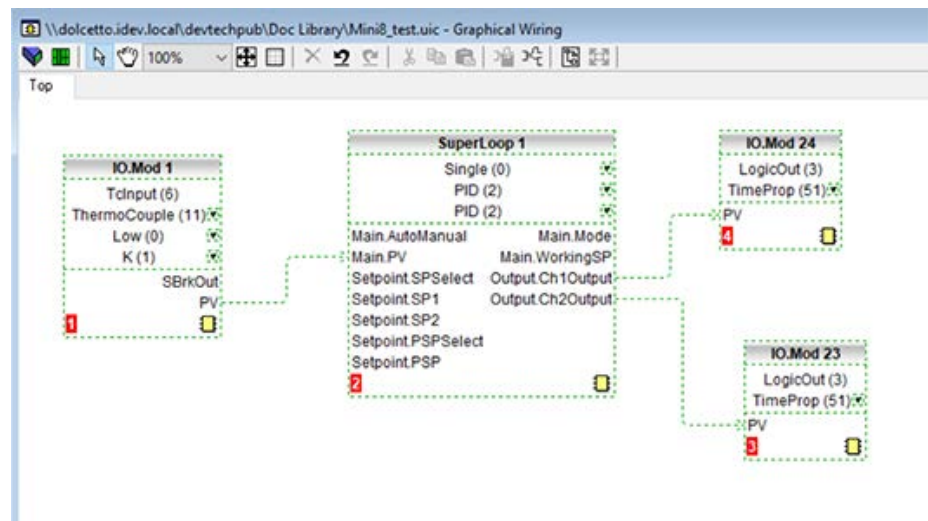 \\dolcetto.idev.local\devtechpub\Doc Library\Mini8_test.uic - Graphical Wiring
100%
Top
IO.Mod 1
TcInput (6)
ThermoCouple (11)
Low (0)
K (1)
SBrkOut
PV
1
SuperLoop 1
Single (0)
PID (2)
PID (2)
Main.AutoManual Main.Mode
Main.PV Main.WorkingSP
Setpoint.SPSelect Output.Ch1Output
Setpoint.SP1 Output.Ch2Output
Setpoint.SP2
Setpoint.PSPSelect
Setpoint.PSP
2
IO.Mod 24
LogicOut (3)
TimeProp (51)
PV
4
IO.Mod 23
LogicOut (3)
TimeProp (51)
PV
3